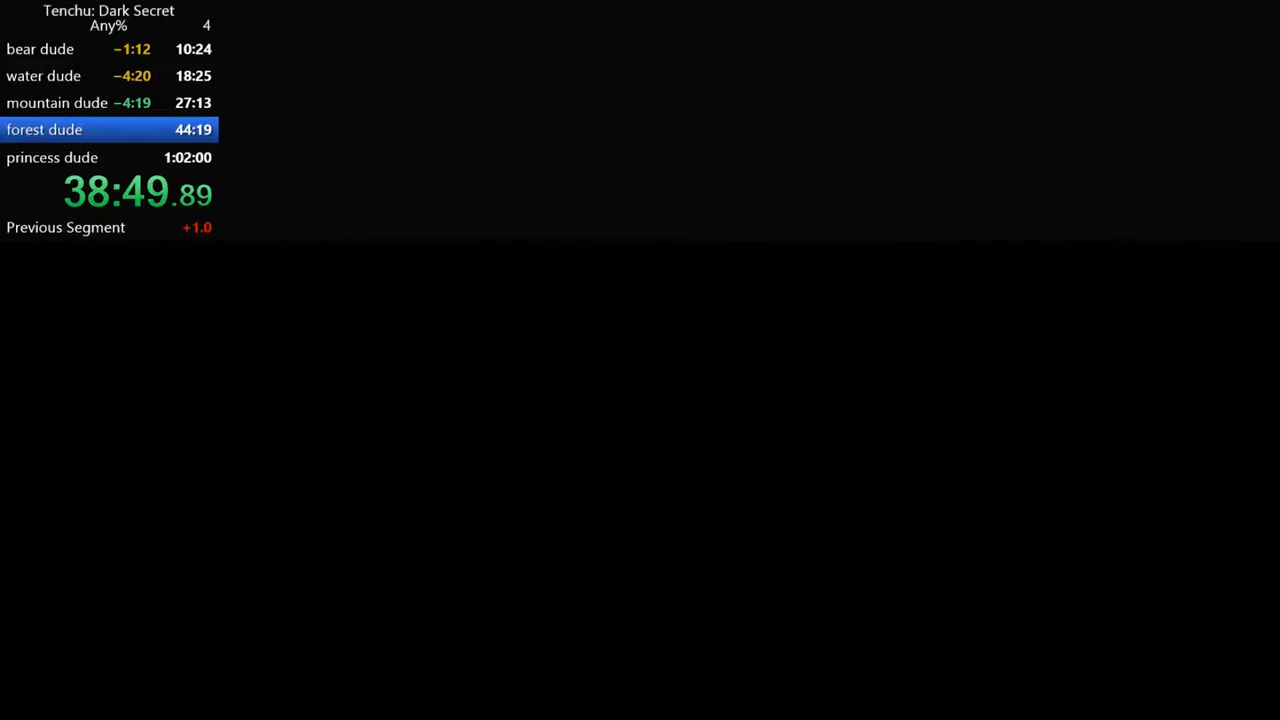 Tenchu: Dark Secret
Any% 4
bear dude −1:12 10:24
water dude −4:20 18:25
mountain dude −4:19 27:13
forest dude 44:19
princess dude 1:02:00
38:49.89
Previous Segment +1.0